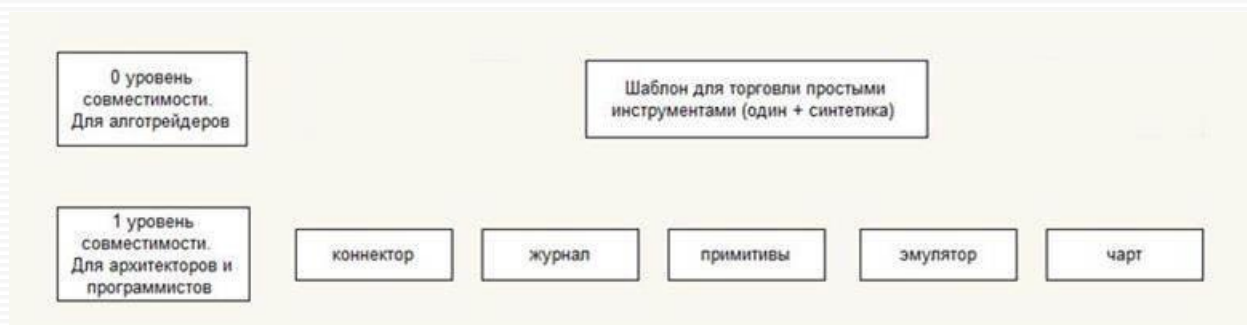 0 уровень
совместимости.
Для алготрейдеров
Шаблон для торговли простыми
инструментами (один + синтетика)
1 уровень
совместимости.
Для архитекторов и
программистов
коннектор
журнал
примитивы
эмулятор
чарт